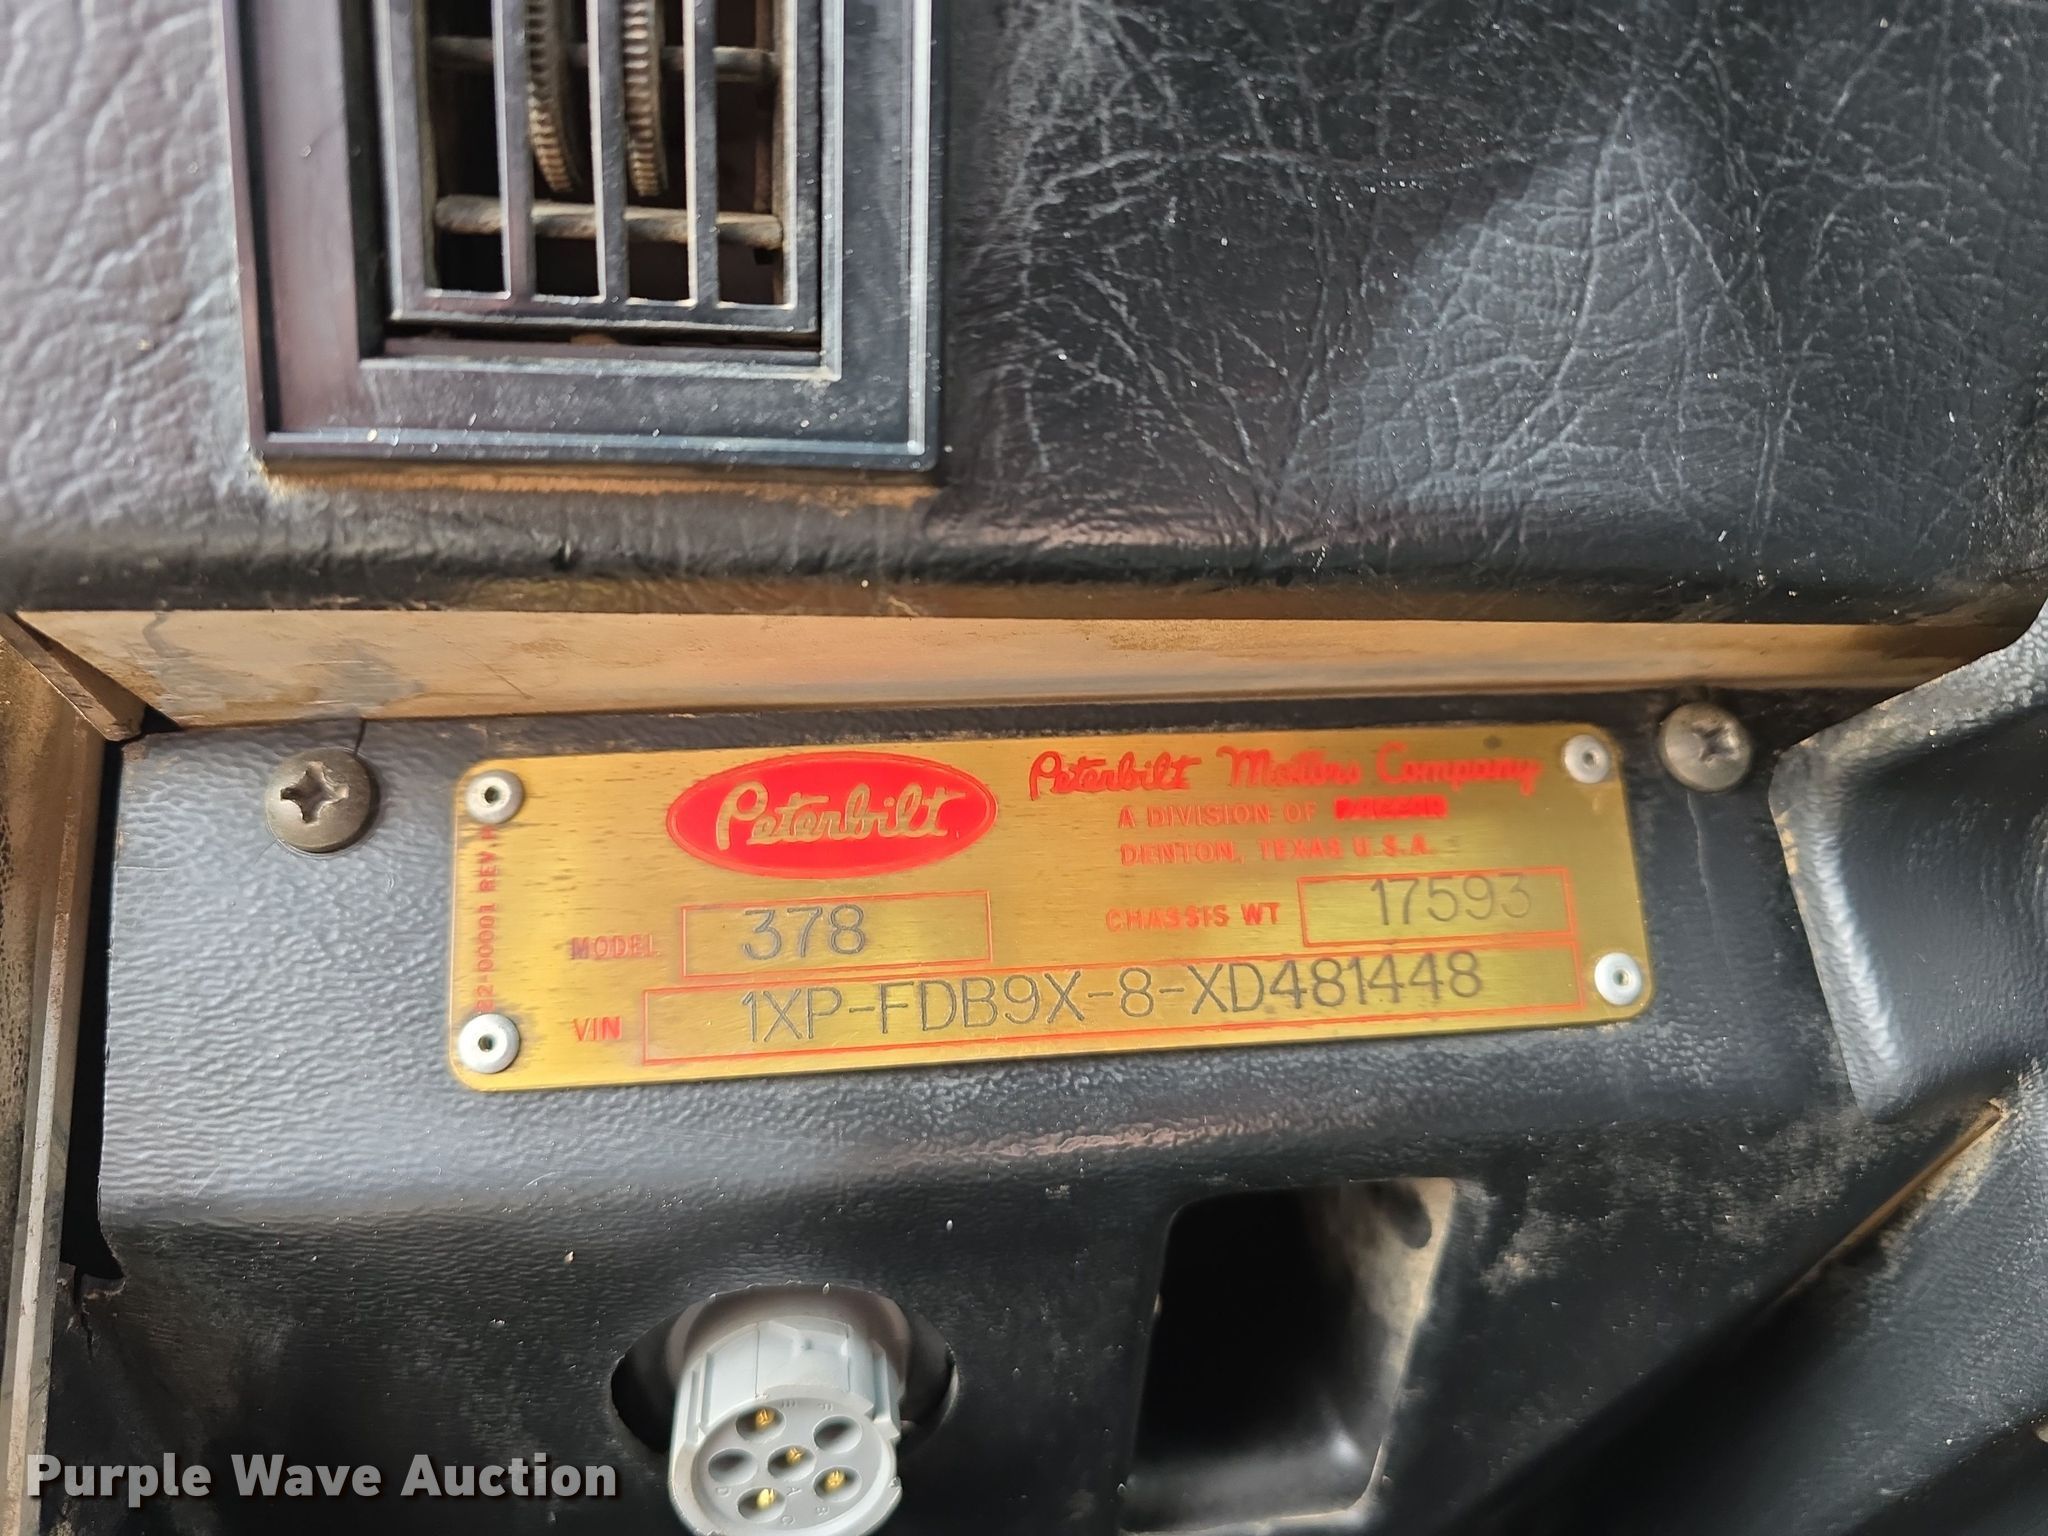 Peterbilt
Peterbilt Motors Company
A DIVISION OF PACCAR
DENTON, TEXAS U.S.A.
MODEL 378
CHASSIS WT 17593
VIN 1XP-FDB9X-8-XD481448
E F
D A B
C
Purple Wave Auction